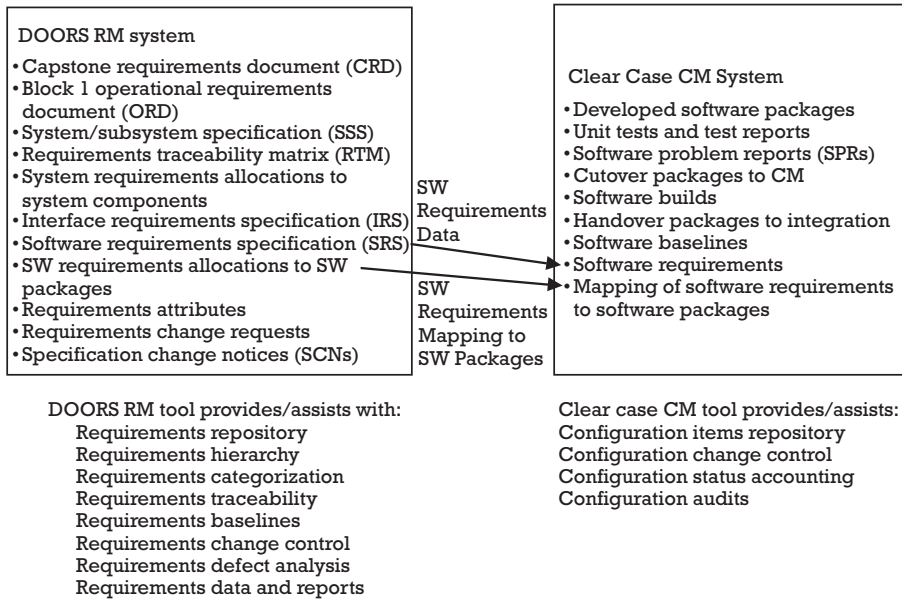 DOORS RM system
•Capstone requirements document (CRD)
•Block 1 operational requirements
document (ORD)
•System/subsystem specification (SSS)
•Requirements traceability matrix (RTM)
•System requirements allocations to
system components
•Interface requirements specification (IRS)
•Software requirements specification (SRS)
•SW requirements allocations to SW
packages
•Requirements attributes
•Requirements change requests
•Specification change notices (SCNs)
SW
Requirements
Data
SW
Requirements
Mapping to
SW Packages
Clear Case CM System
•Developed software packages
•Unit tests and test reports
•Software problem reports (SPRs)
•Cutover packages to CM
•Software builds
•Handover packages to integration
•Software baselines
•Software requirements
•Mapping of software requirements
to software packages
DOORS RM tool provides/assists with:
Requirements repository
Requirements hierarchy
Requirements categorization
Requirements traceability
Requirements baselines
Requirements change control
Requirements defect analysis
Requirements data and reports
Clear case CM tool provides/assists:
Configuration items repository
Configuration change control
Configuration status accounting
Configuration audits